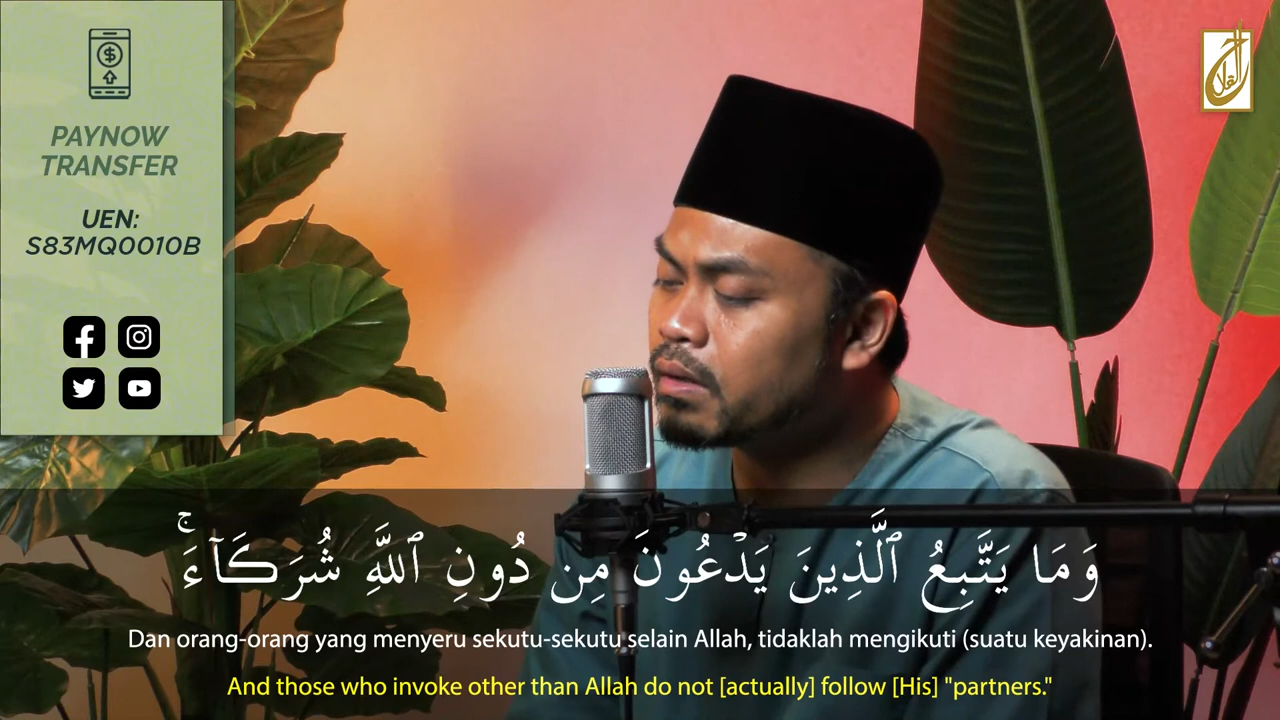 PAYNOW
TRANSFER
UEN:
S83MQ0010B
الفلاح
وَمَا يَتَّبِعُ ٱلَّذِينَ يَدْعُونَ مِن دُونِ ٱللَّهِ شُرَكَآءَ ۚ
Dan orang-orang yang menyeru sekutu-sekutu selain Allah, tidaklah mengikuti (suatu keyakinan).
And those who invoke other than Allah do not [actually] follow [His] "partners."